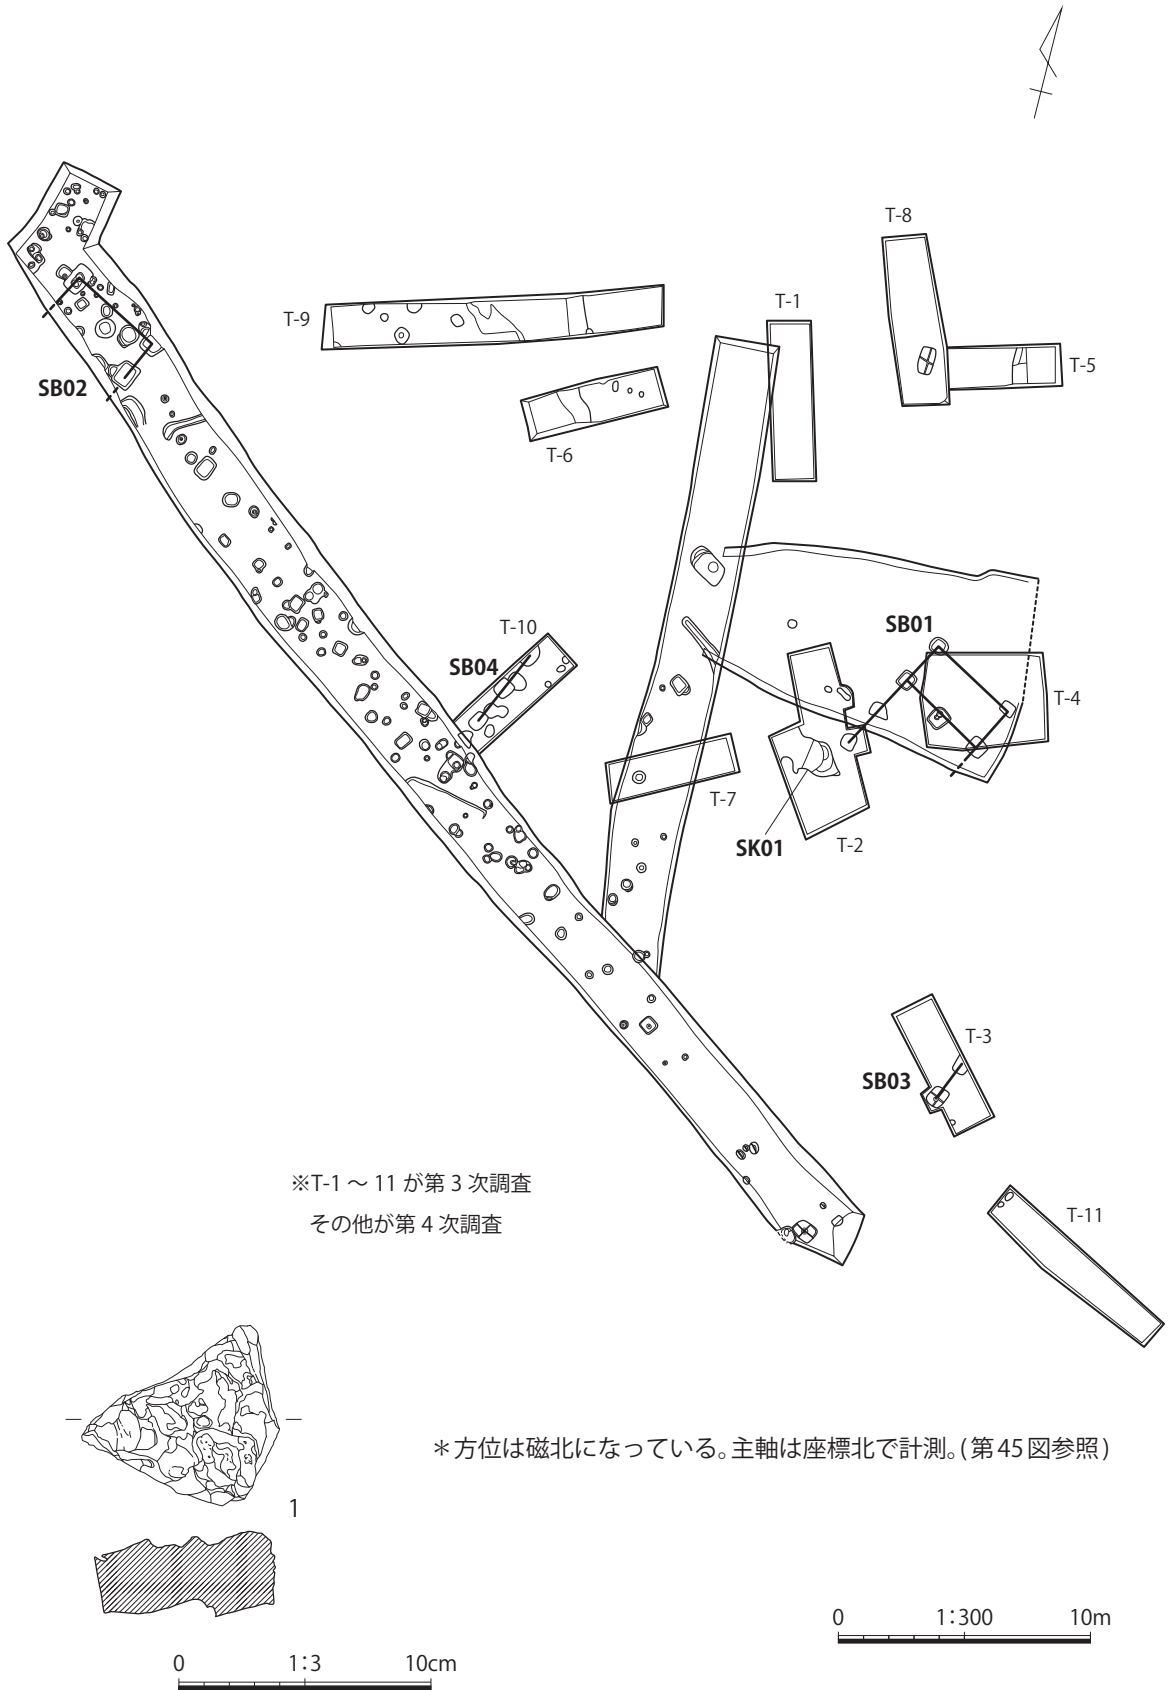 T-8
T-1
T-9
T-5
SB02
T-6
T-10
SB01
SB04
T-4
T-7
SK01
T-2
T-3
SB03
※T-1 ～ 11 が第 3 次調査
その他が第 4 次調査
T-11
＊方位は磁北になっている。主軸は座標北で計測。(第45図参照)
1
0 1:300 10m
0 1:3 10cm